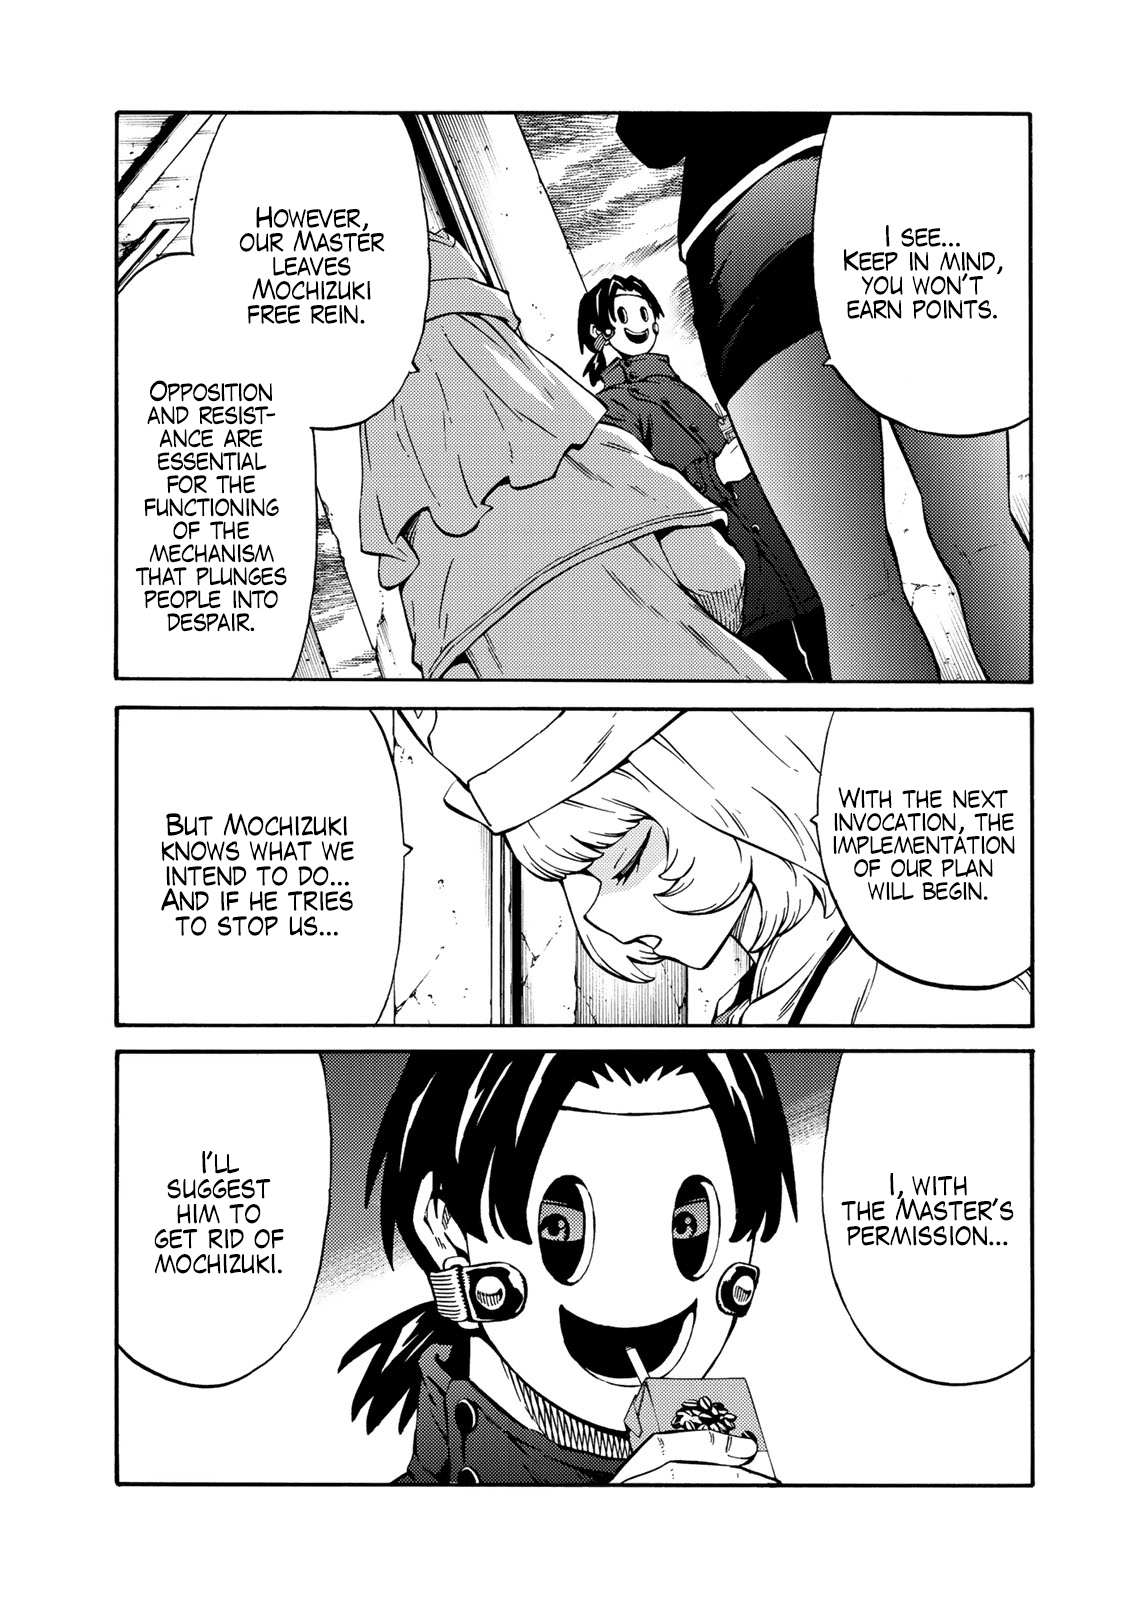 I SEE...
KEEP IN MIND,
YOU WON'T
EARN POINTS.
HOWEVER,
OUR MASTER
LEAVES
MOCHIZUKI
FREE REIN.
OPPOSITION
AND RESIST-
ANCE ARE
ESSENTIAL
FOR THE
FUNCTIONING
OF THE
MECHANISM
THAT PLUNGES
PEOPLE INTO
DESPAIR.
WITH THE NEXT
INVOCATION, THE
IMPLEMENTATION
OF OUR PLAN
WILL BEGIN.
BUT MOCHIZUKI
KNOWS WHAT WE
INTEND TO DO...
AND IF HE TRIES
TO STOP US...
I, WITH
THE MASTER'S
PERMISSION...
I'LL
SUGGEST
HIM TO
GET RID OF
MOCHIZUKI.